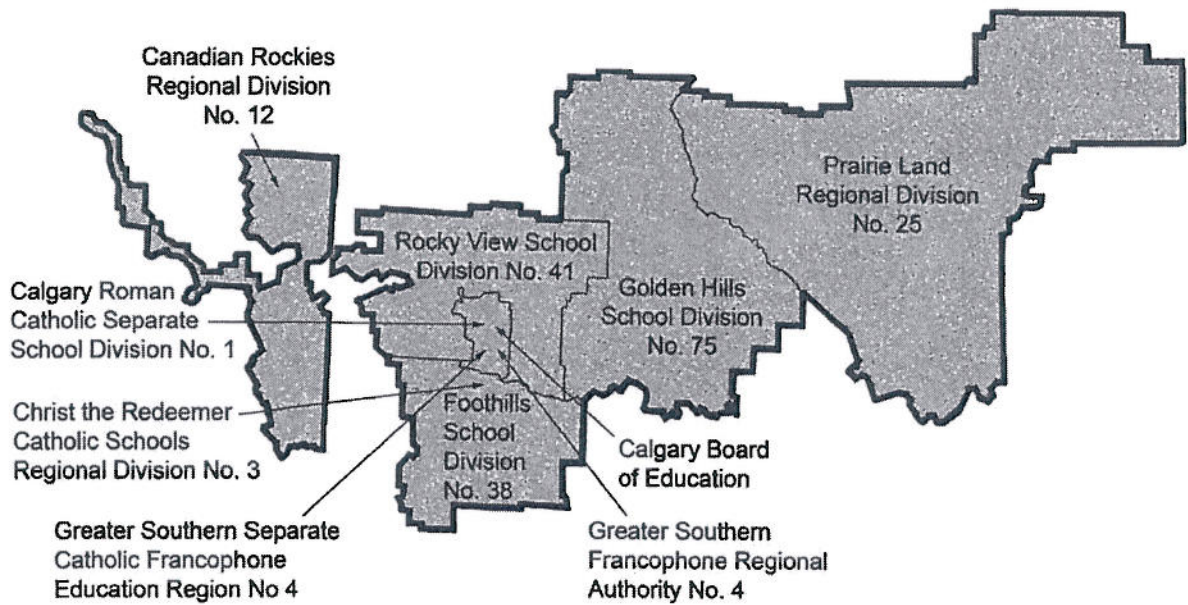 Canadian Rockies
Regional Division
No. 12
Prairie Land
Regional Division
No. 25
Rocky View School
Division No. 41
Golden Hills
School Division
No. 75
Calgary Roman
Catholic Separate
School Division No. 1
Christ the Redeemer
Catholic Schools
Regional Division No. 3
Foothills
School
Division
No. 38
Calgary Board
of Education
Greater Southern Separate
Catholic Francophone
Education Region No 4
Greater Southern
Francophone Regional
Authority No. 4